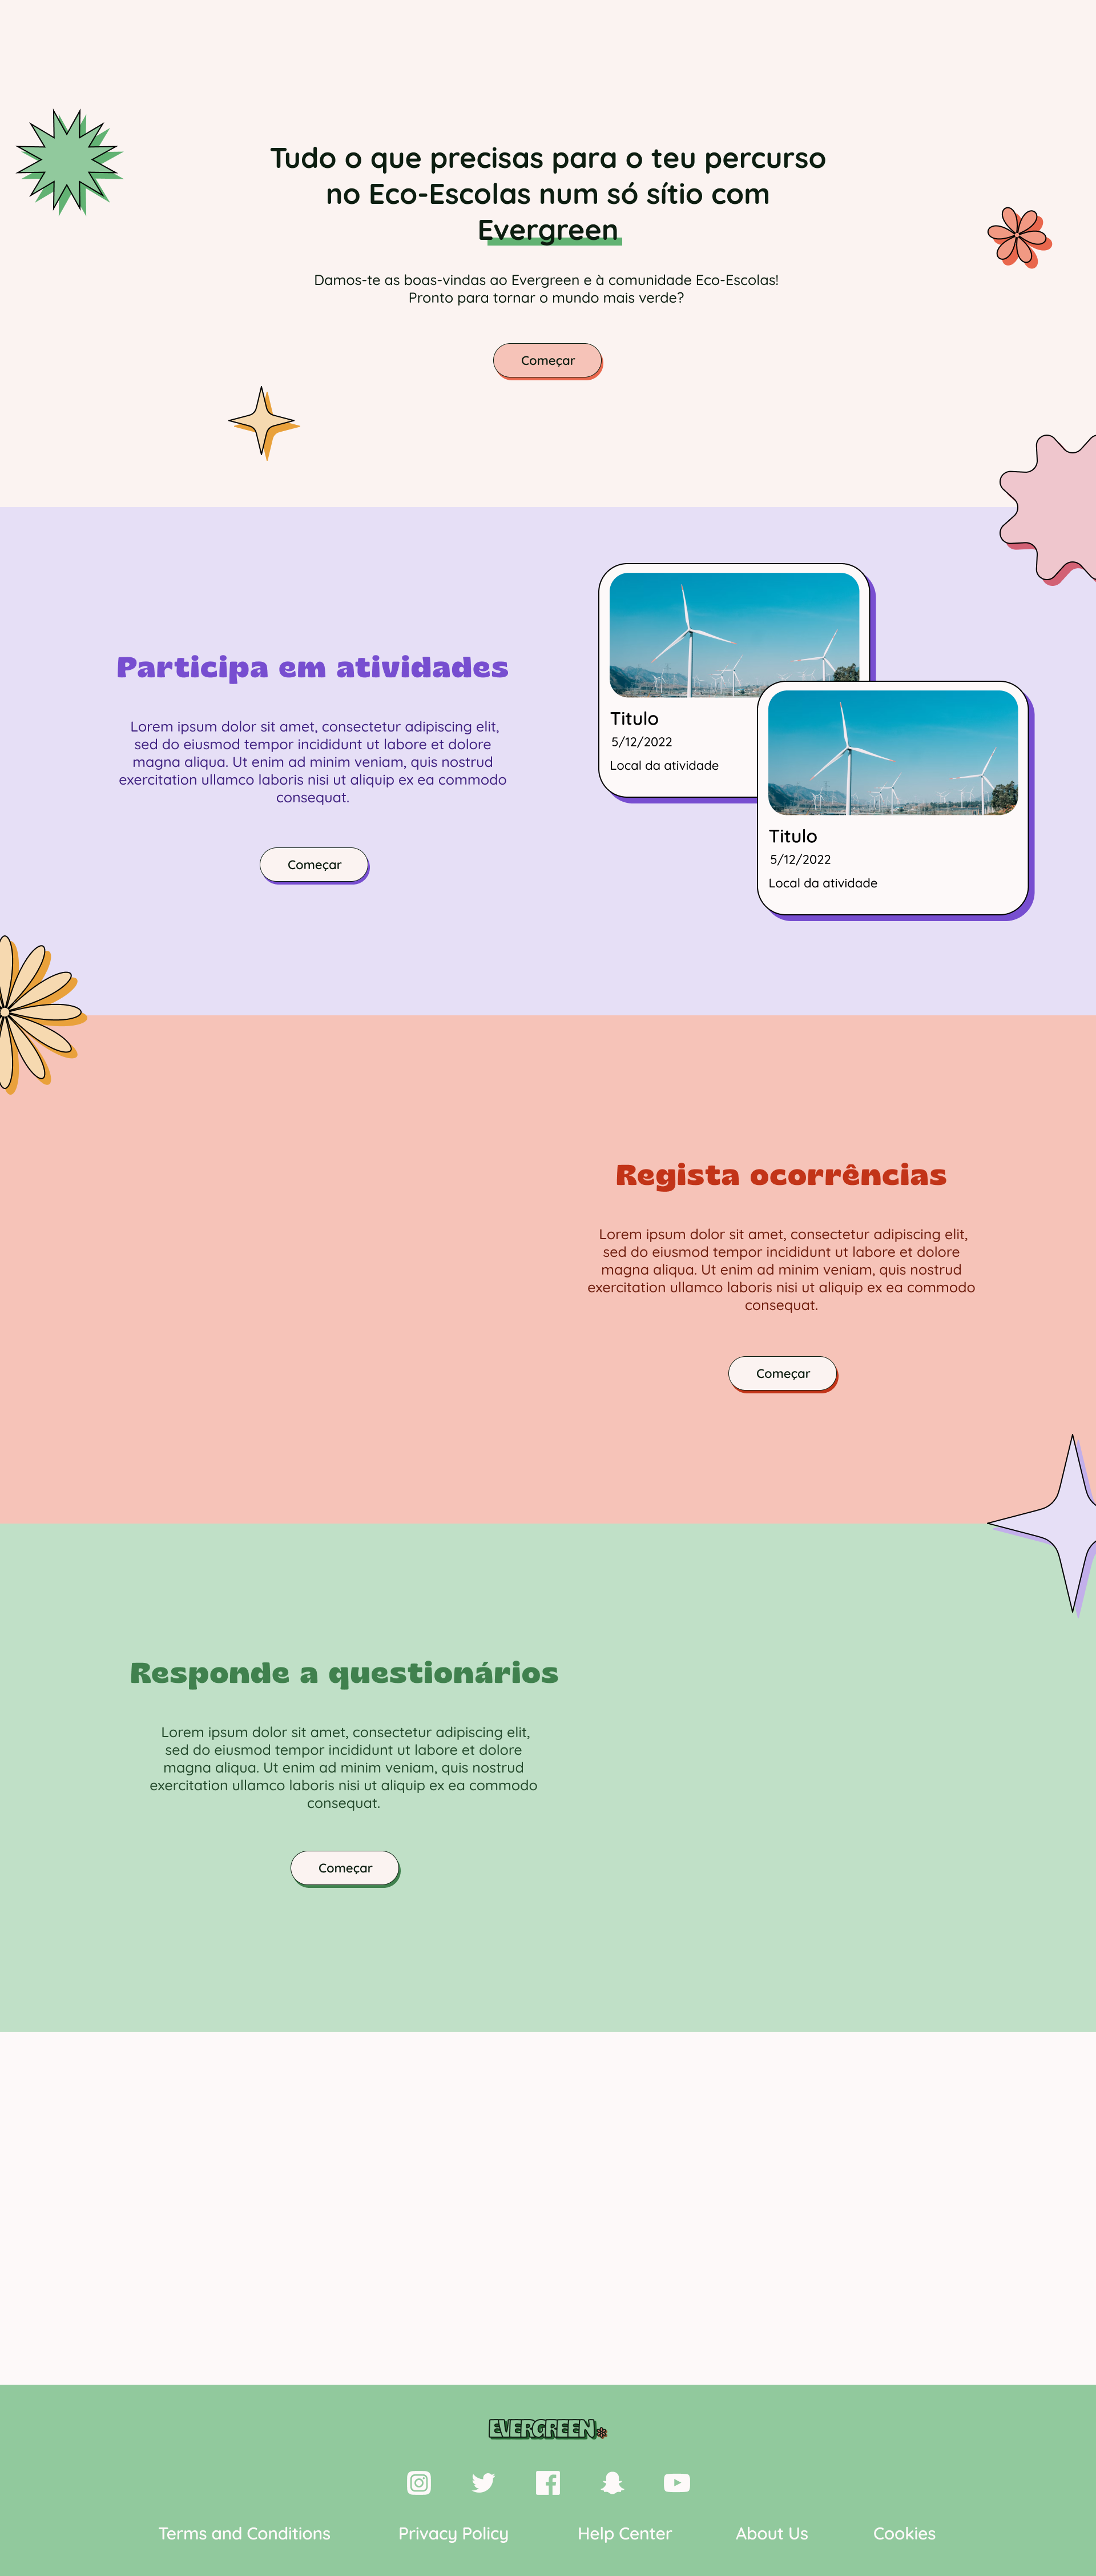 Tudo o que precisas para o teu percurso
no Eco-Escolas num só sítio com
Evergreen
Damos-te as boas-vindas ao Evergreen e à comunidade Eco-Escolas!
Pronto para tornar o mundo mais verde?
Começar
Participa em atividades
Lorem ipsum dolor sit amet, consectetur adipiscing elit,
sed do eiusmod tempor incididunt ut labore et dolore
magna aliqua. Ut enim ad minim veniam, quis nostrud
exercitation ullamco laboris nisi ut aliquip ex ea commodo
consequat.
Começar
Titulo
5/12/2022
Local da atividade
Titulo
5/12/2022
Local da atividade
Regista ocorrências
Lorem ipsum dolor sit amet, consectetur adipiscing elit,
sed do eiusmod tempor incididunt ut labore et dolore
magna aliqua. Ut enim ad minim veniam, quis nostrud
exercitation ullamco laboris nisi ut aliquip ex ea commodo
consequat.
Começar
Responde a questionários
Lorem ipsum dolor sit amet, consectetur adipiscing elit,
sed do eiusmod tempor incididunt ut labore et dolore
magna aliqua. Ut enim ad minim veniam, quis nostrud
exercitation ullamco laboris nisi ut aliquip ex ea commodo
consequat.
Começar
EVERGREEN
Terms and Conditions Privacy Policy Help Center About Us Cookies